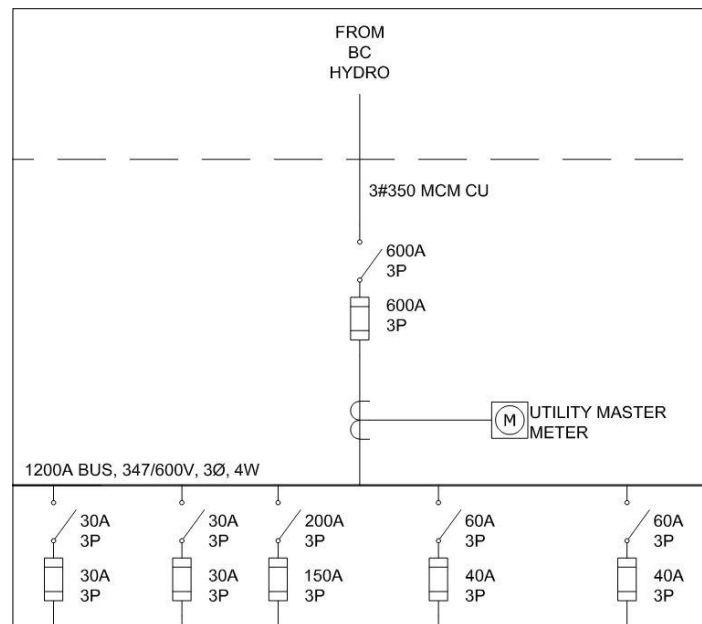 FROM
BC
HYDRO
3#350 MCM CU
600A
3P
600A
3P
M
UTILITY MASTER
METER
1200A BUS, 347/600V, 3Ø, 4W
30A
3P
30A
3P
200A
3P
60A
3P
60A
3P
30A
3P
30A
3P
150A
3P
40A
3P
40A
3P